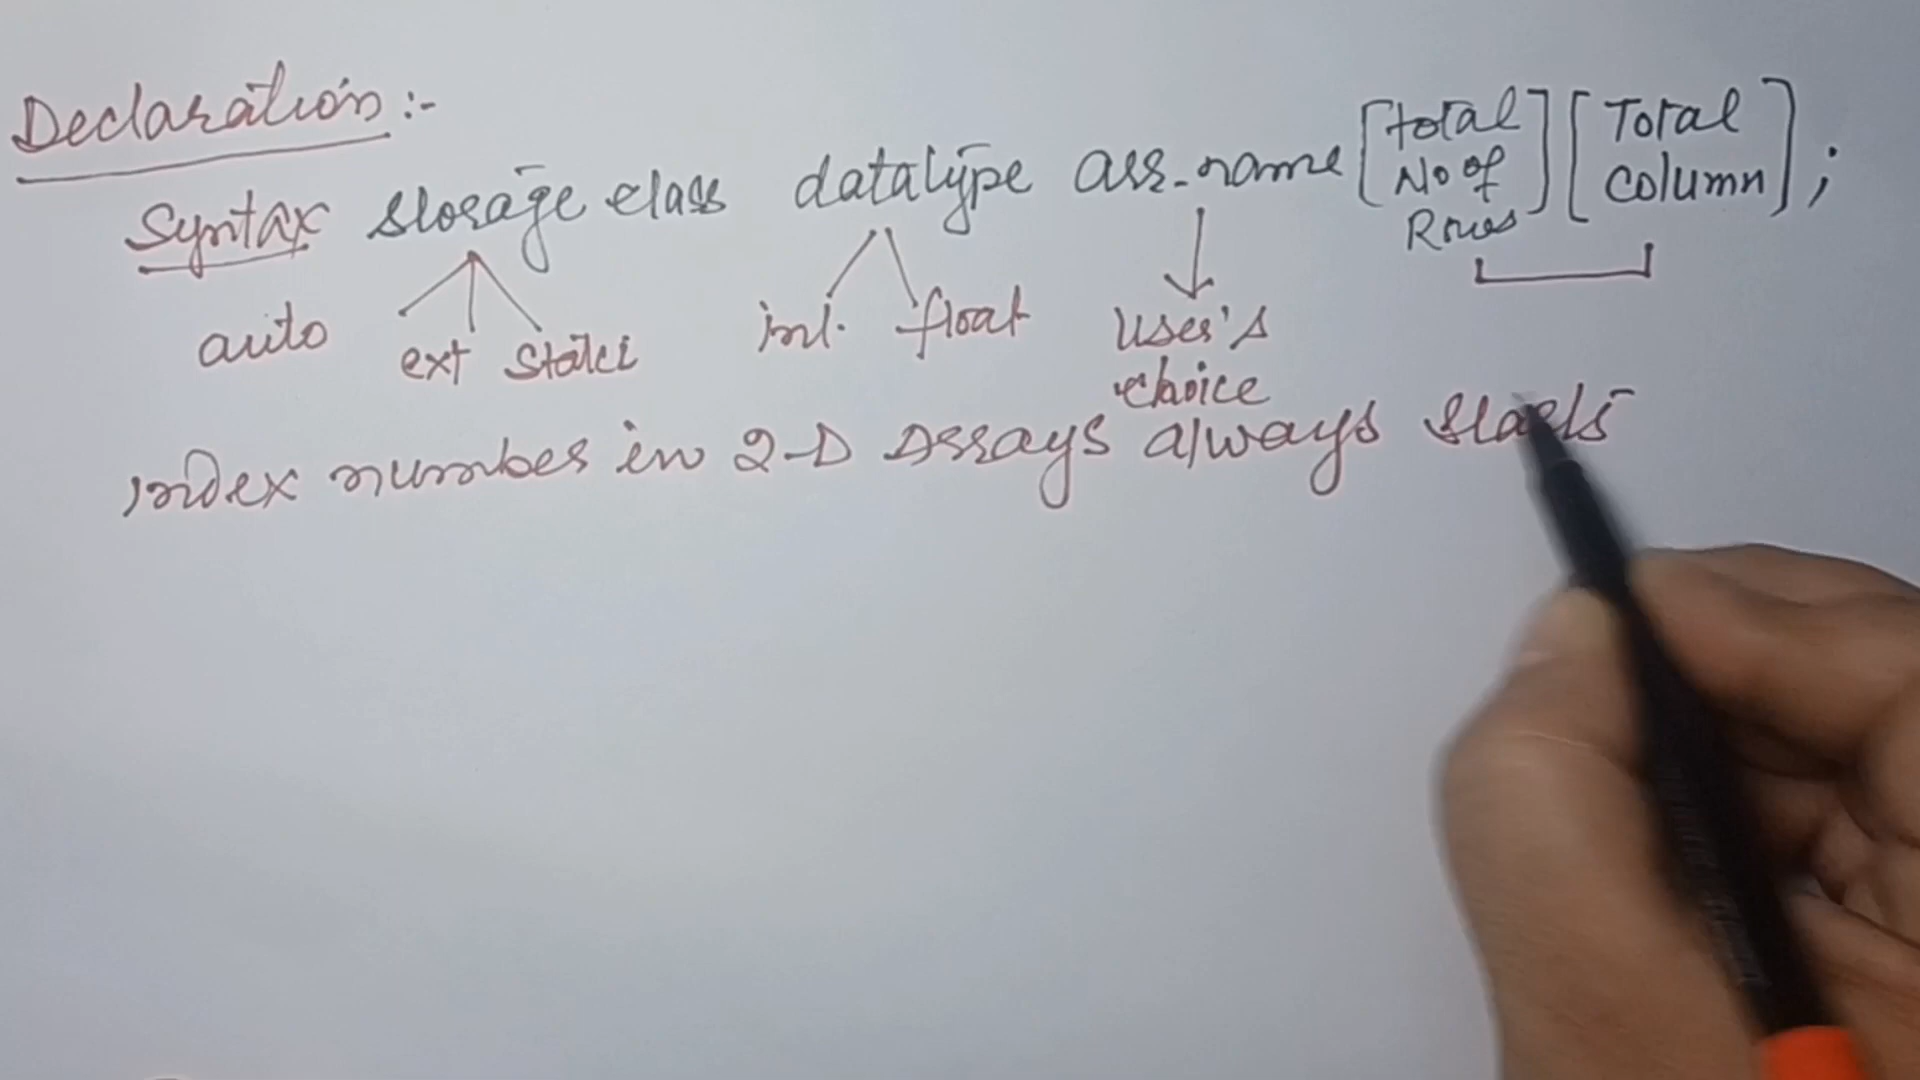 Declaration :-
Syntax storage class datatype arr_name [total No of Rows] [Total Column];
auto ext static int. float User's choice
index number in 2-D Arrays always starts